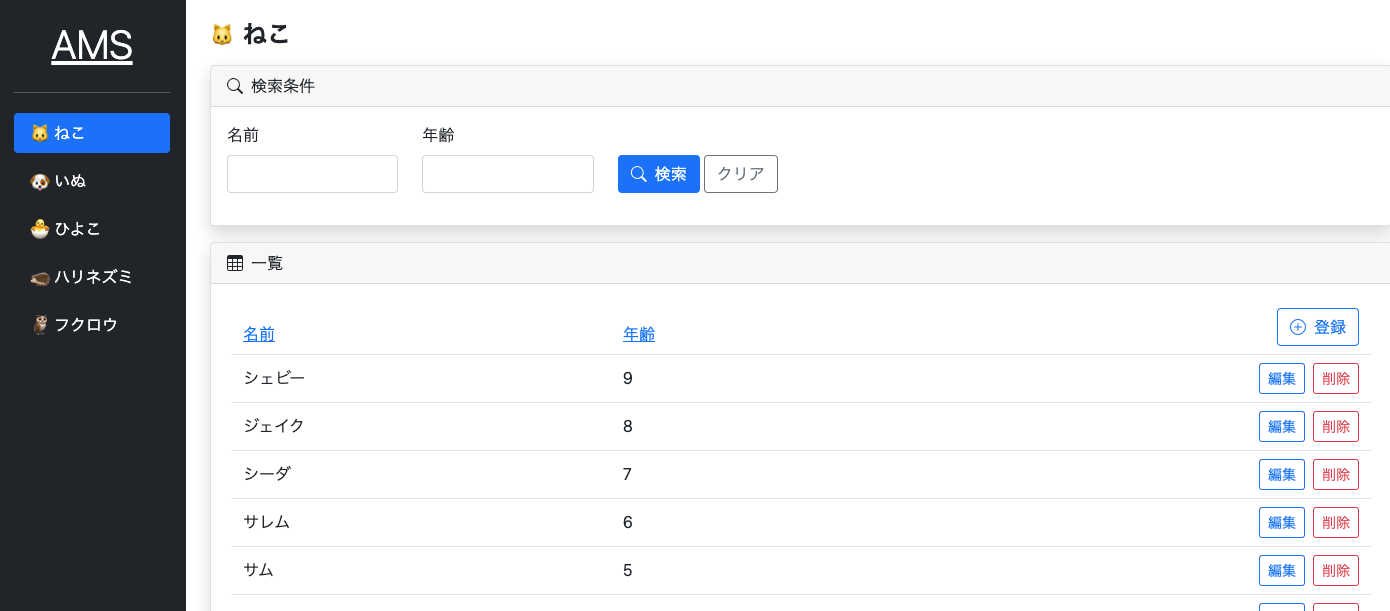 AMS
ねこ
いぬ
ひよこ
ハリネズミ
フクロウ
ねこ
検索条件
名前 年齢
検索 クリア
一覧
名前 年齢 登録
シェビー 9 編集 削除
ジェイク 8 編集 削除
シーダ 7 編集 削除
サレム 6 編集 削除
サム 5 編集 削除